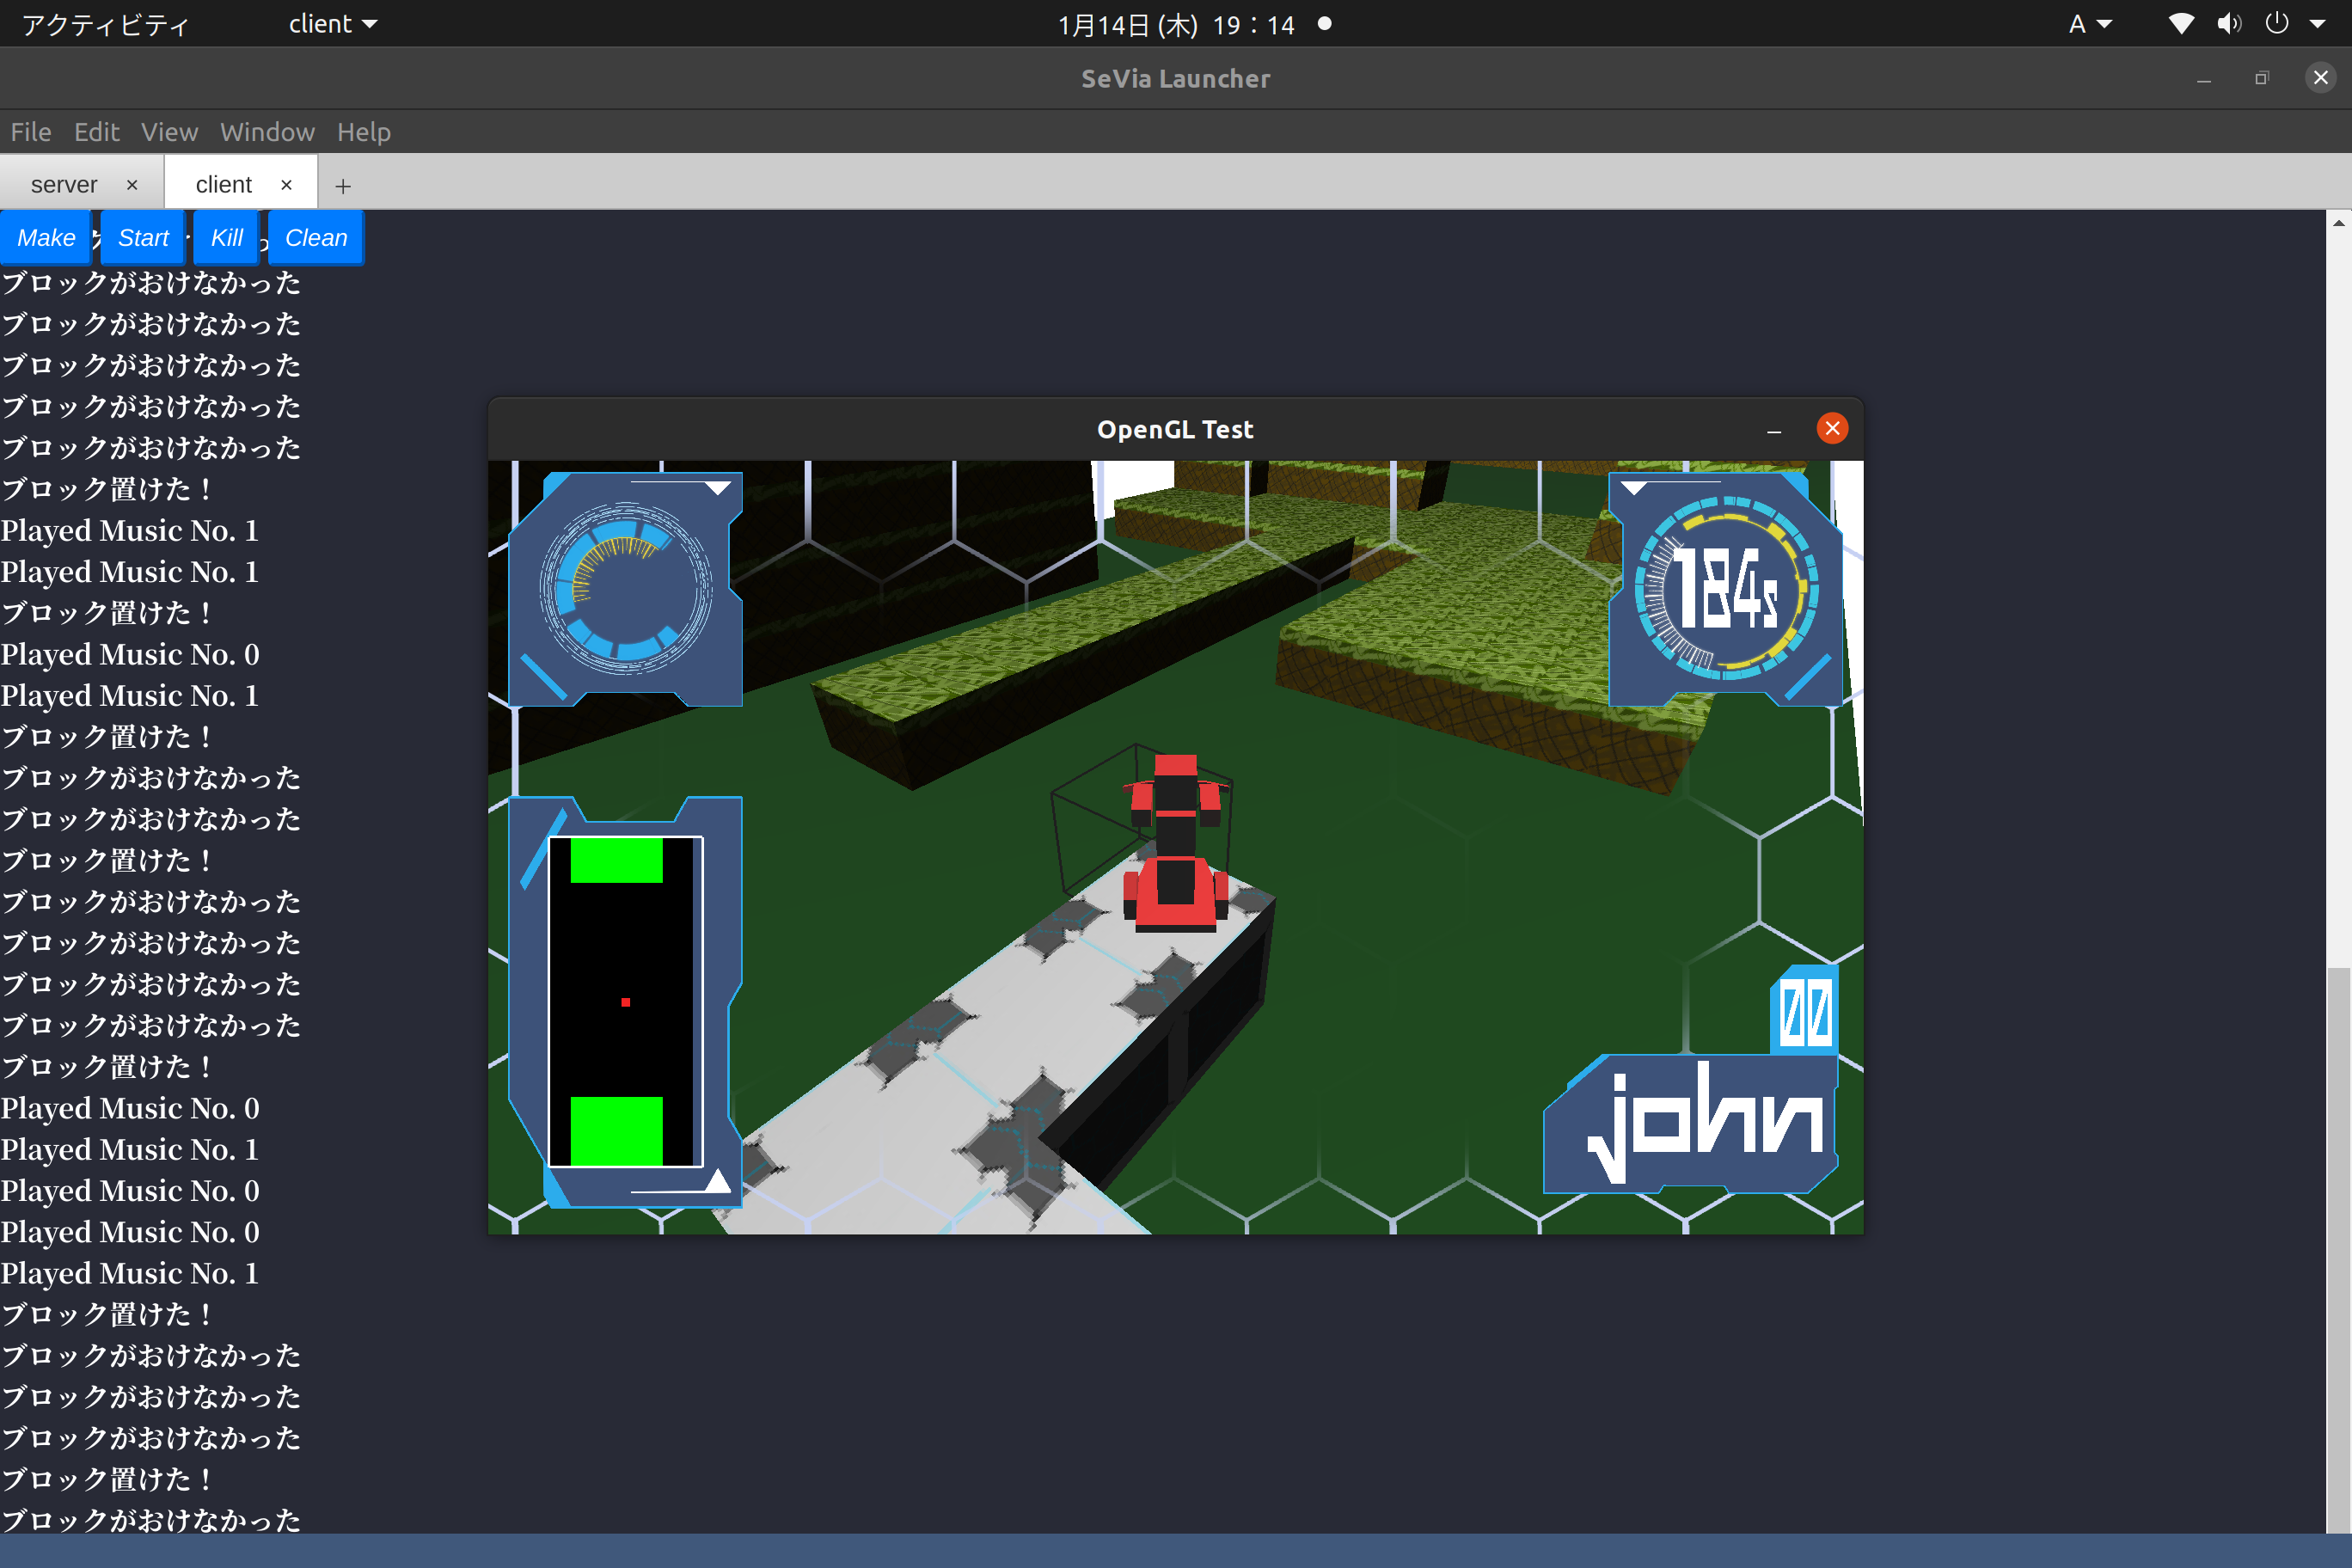 アクティビティ
client
1月14日 (木) 19：14
A
SeVia Launcher
File Edit View Window Help
server × client × +
Make Start Kill Clean
ブロックがおけなかった
ブロックがおけなかった
ブロックがおけなかった
ブロックがおけなかった
ブロックがおけなかった
ブロック置けた！
Played Music No. 1
Played Music No. 1
ブロック置けた！
Played Music No. 0
Played Music No. 1
ブロック置けた！
ブロックがおけなかった
ブロックがおけなかった
ブロック置けた！
ブロックがおけなかった
ブロックがおけなかった
ブロックがおけなかった
ブロックがおけなかった
ブロック置けた！
Played Music No. 0
Played Music No. 1
Played Music No. 0
Played Music No. 0
Played Music No. 1
ブロック置けた！
ブロックがおけなかった
ブロックがおけなかった
ブロックがおけなかった
ブロック置けた！
ブロックがおけなかった
OpenGL Test
184s
00
john